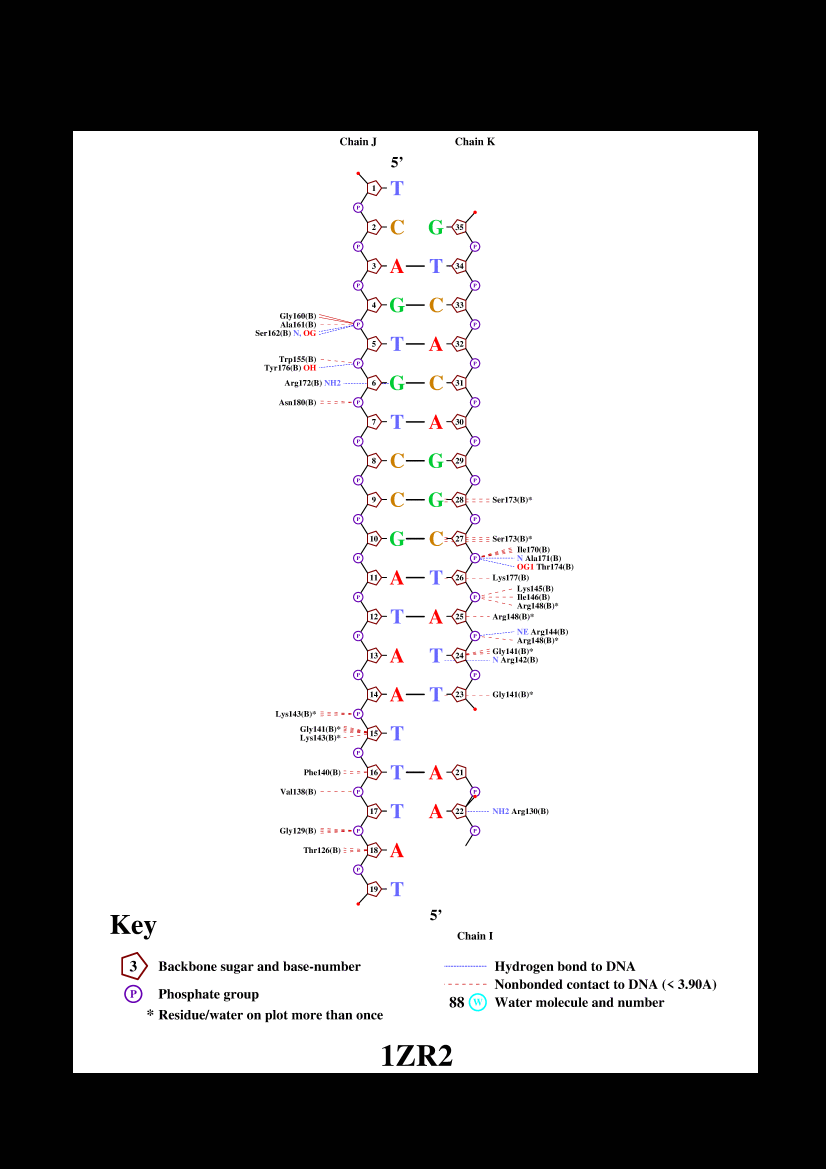 Chain J Chain K
5’
1 T
P
2 C G 35
P P
3 A T 34
P P
4 G C 33
Gly160(B)
Ala161(B) P P
Ser162(B) N, OG
5 T A 32
Trp155(B)
P P
Tyr176(B) OH
Arg172(B) NH2 6 G C 31
Asn180(B) P P
7 T A 30
P P
8 C G 29
P P
9 C G 28 Ser173(B)*
P P
10 G C 27 Ser173(B)*
Ile170(B)
P P N Ala171(B)
OG1 Thr174(B)
11 A T 26 Lys177(B)
Lys145(B)
P P Ile146(B)
Arg148(B)*
12 T A 25 Arg148(B)*
P P NE Arg144(B)
Arg148(B)*
Gly141(B)*
13 A T 24
N Arg142(B)
P P
14 A T 23 Gly141(B)*
Lys143(B)* P
Gly141(B)*
15 T
Lys143(B)*
P
Phe140(B) 16 T A 21
Val138(B) P P
17 T A 22 NH2 Arg130(B)
Gly129(B) P P
Thr126(B) 18 A
P
19 T
5’
Key
Chain I
3 Backbone sugar and base-number
Hydrogen bond to DNA
Nonbonded contact to DNA (< 3.90A)
P Phosphate group
88 W Water molecule and number
* Residue/water on plot more than once
1ZR2